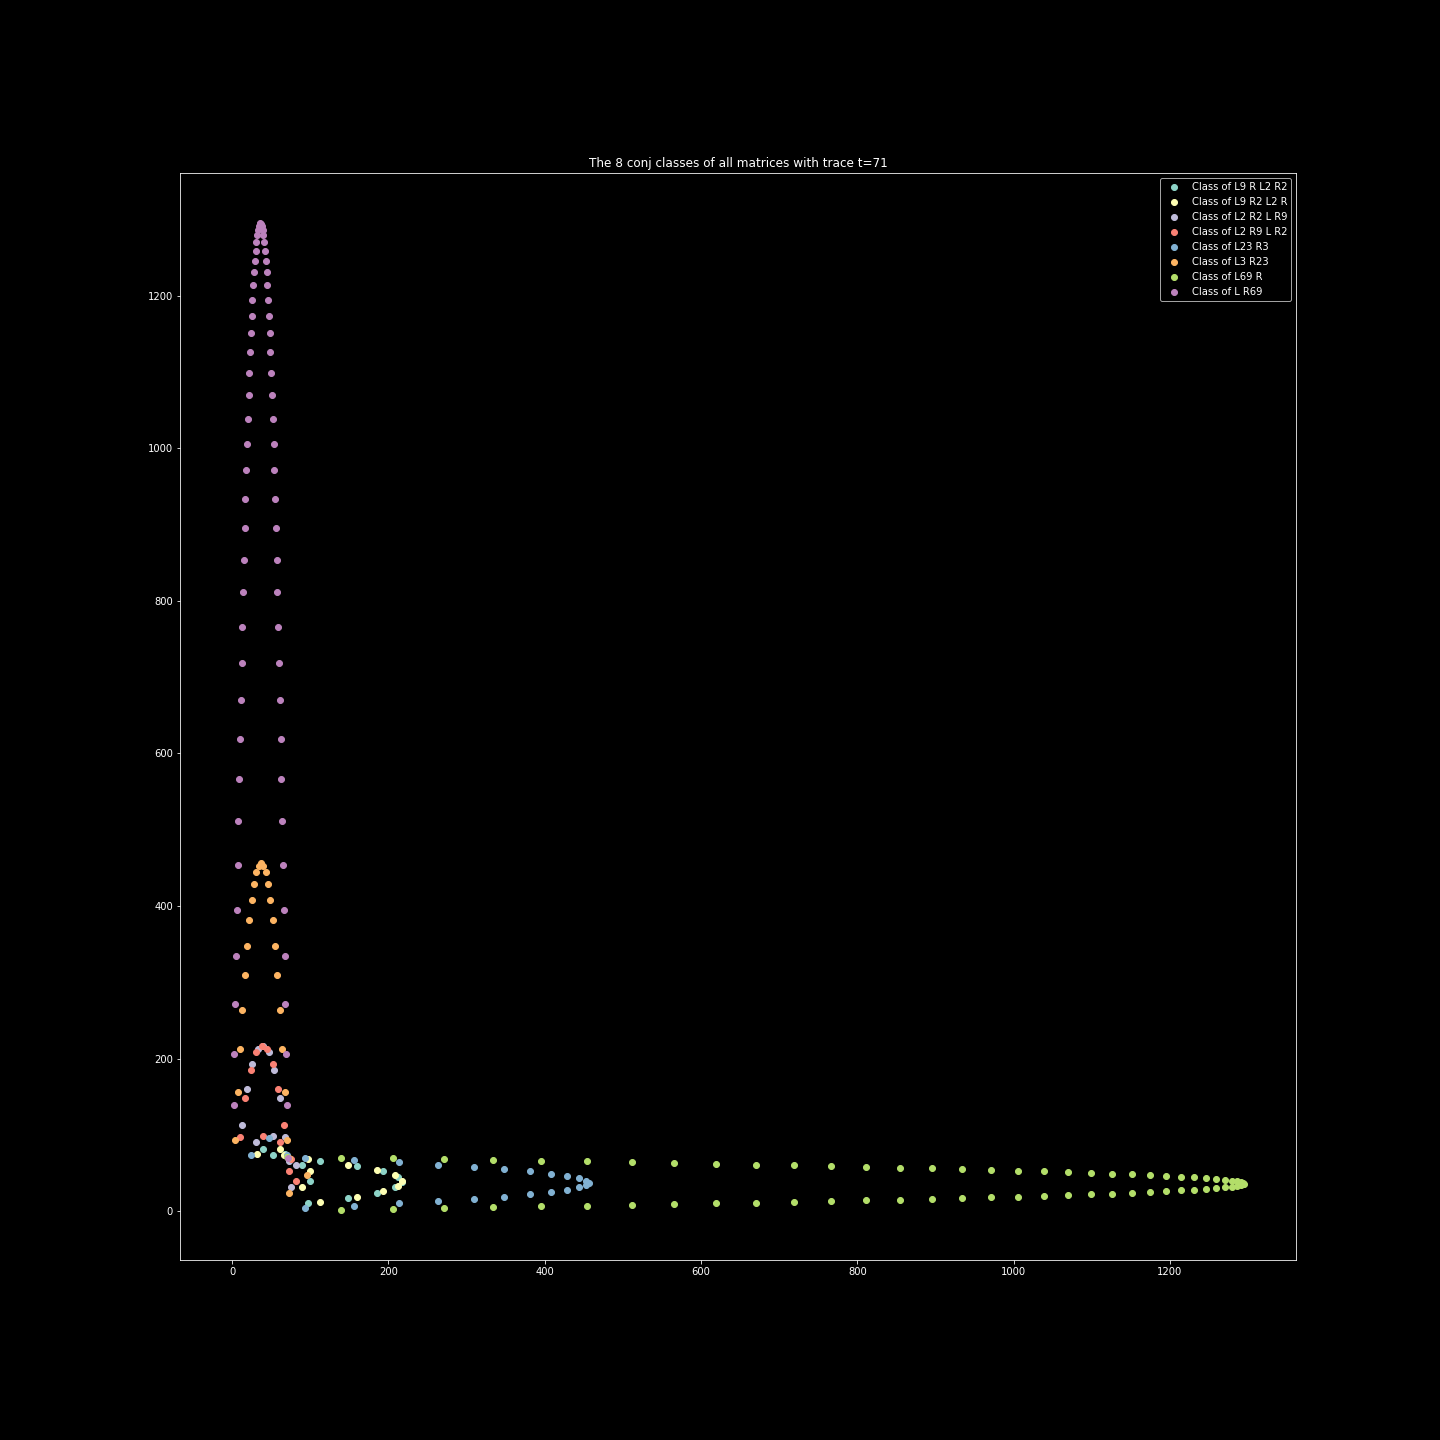 The 8 conj classes of all matrices with trace t=71
Class of L9 R L2 R2
Class of L9 R2 L2 R
Class of L2 R2 L R9
Class of L2 R9 L R2
Class of L23 R3
Class of L3 R23
Class of L69 R
Class of L R69
1200
1000
800
600
400
200
0
0 200 400 600 800 1000 1200